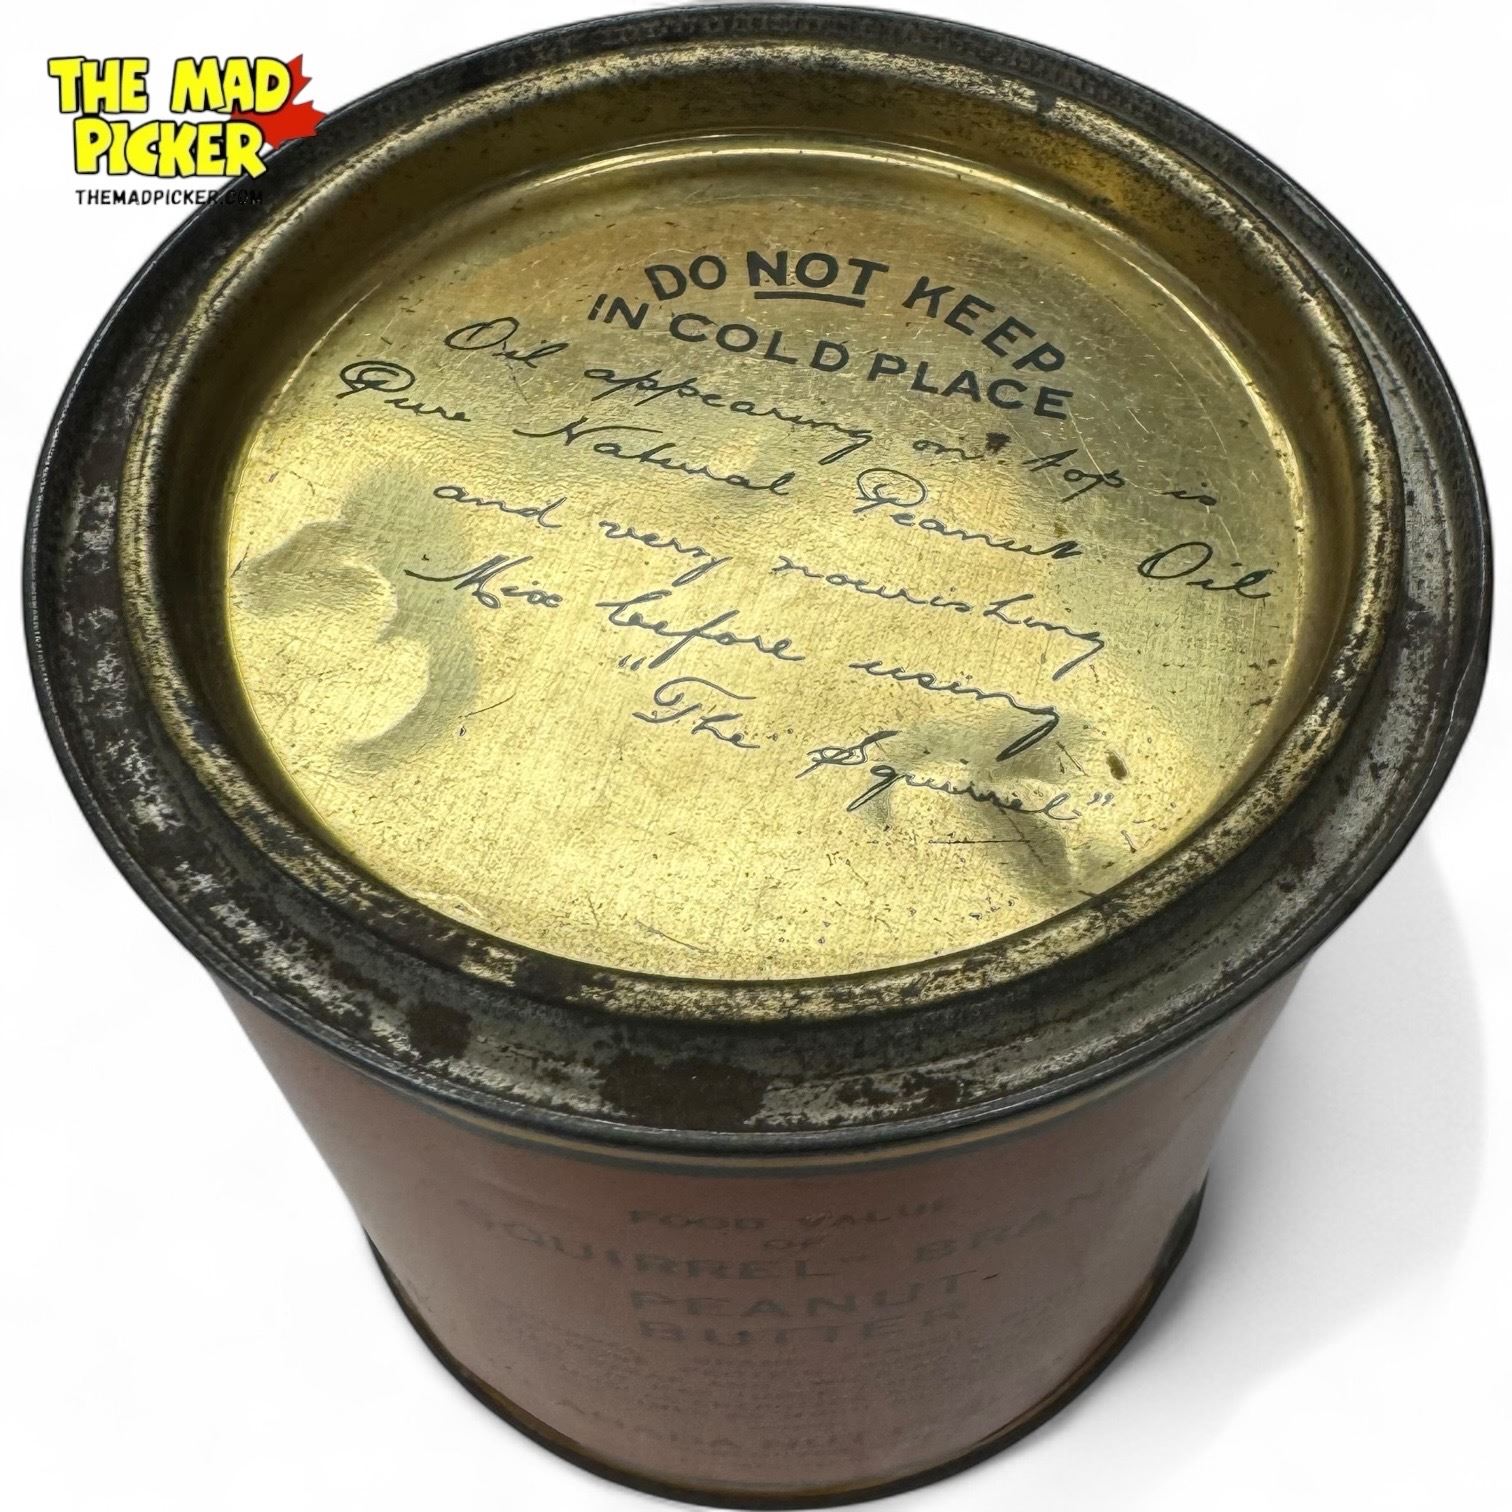 THE MAD
PICKER
THEMADPICKER.COM
DO NOT KEEP
IN COLD PLACE
Oil appearing on top is
Pure Natural Peanut Oil
and very nourishing
Mix before using
"The Squirrel"
FOOD VALUE
OF
SQUIRREL BRAND
PEANUT
BUTTER